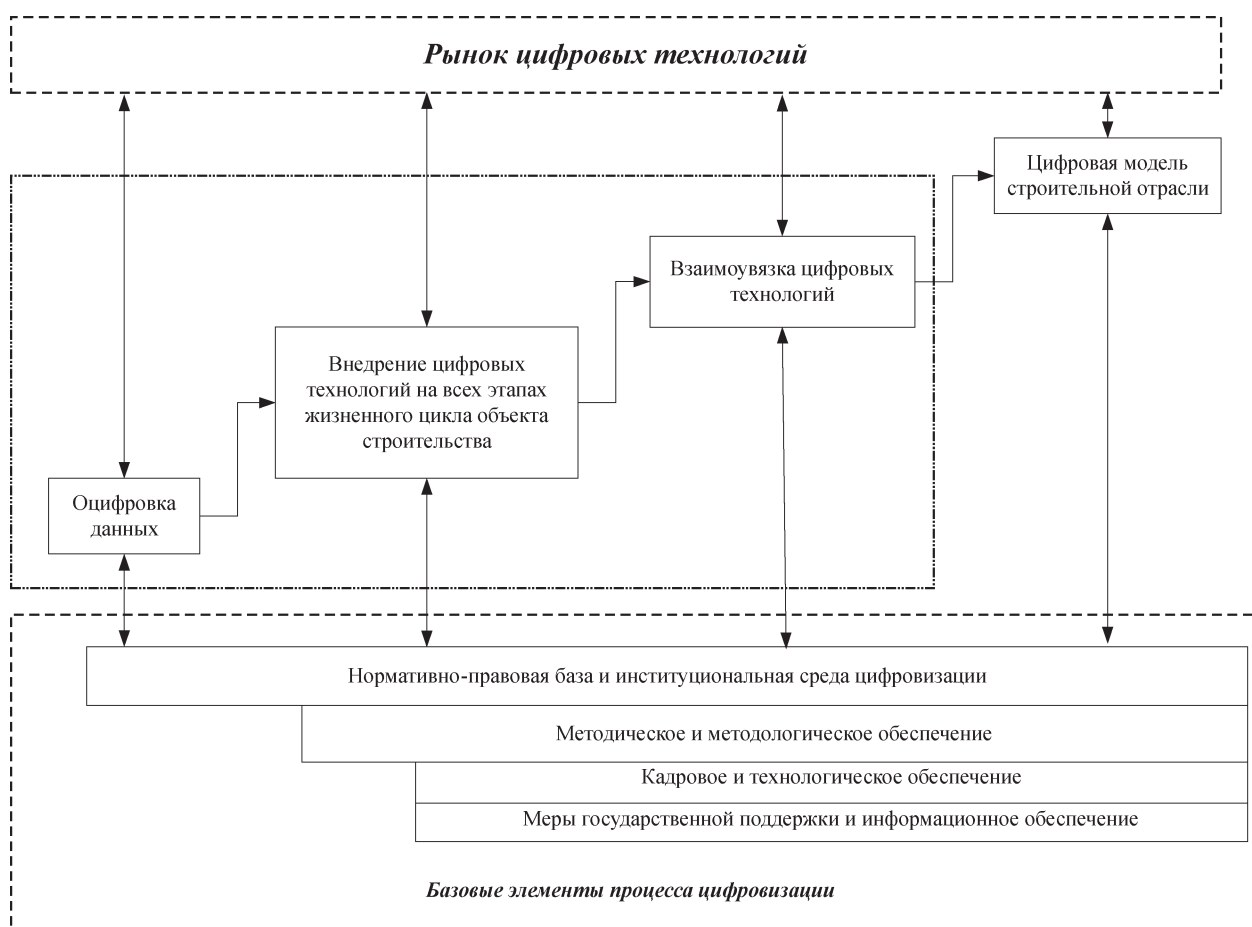 Рынок цифровых технологий
Цифровая модель
строительной отрасли
Взаимоувязка цифровых
технологий
Внедрение цифровых
технологий на всех этапах
жизненного цикла объекта
строительства
Оцифровка
данных
Нормативно-правовая база и институциональная среда цифровизации
Методическое и методологическое обеспечение
Кадровое и технологическое обеспечение
Меры государственной поддержки и информационное обеспечение
Базовые элементы процесса цифровизации